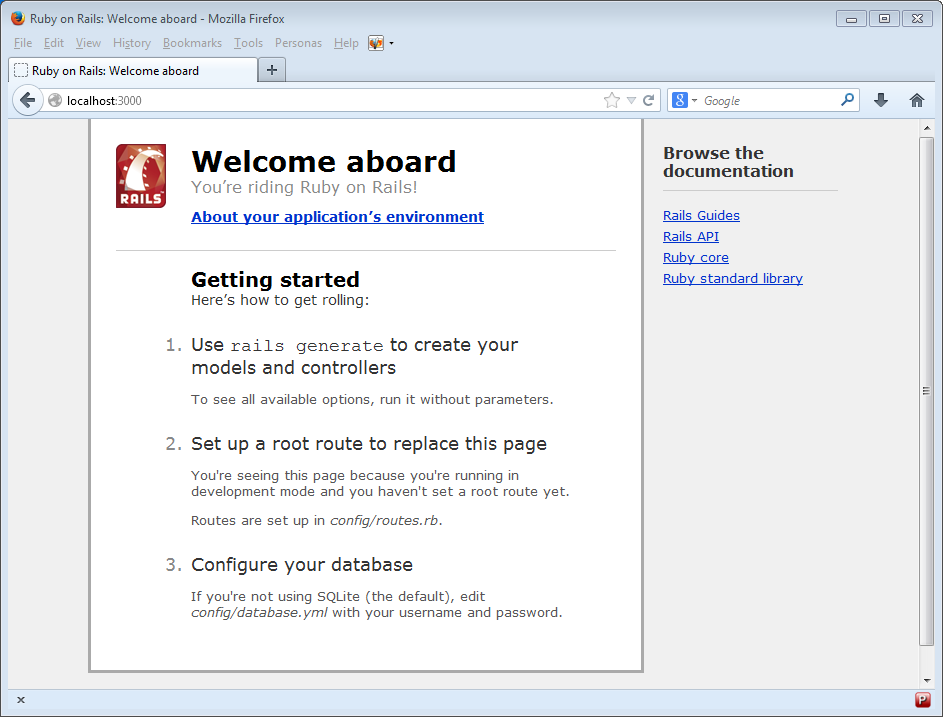 Ruby on Rails: Welcome aboard - Mozilla Firefox
File Edit View History Bookmarks Tools Personas Help
Ruby on Rails: Welcome aboard
localhost:3000
8 Google
RAILS
Welcome aboard
You’re riding Ruby on Rails!
About your application’s environment
Getting started
Here’s how to get rolling:
1. Use rails generate to create your
models and controllers
To see all available options, run it without parameters.
2. Set up a root route to replace this page
You're seeing this page because you're running in
development mode and you haven't set a root route yet.
Routes are set up in config/routes.rb.
3. Configure your database
If you're not using SQLite (the default), edit
config/database.yml with your username and password.
Browse the
documentation
Rails Guides
Rails API
Ruby core
Ruby standard library
P